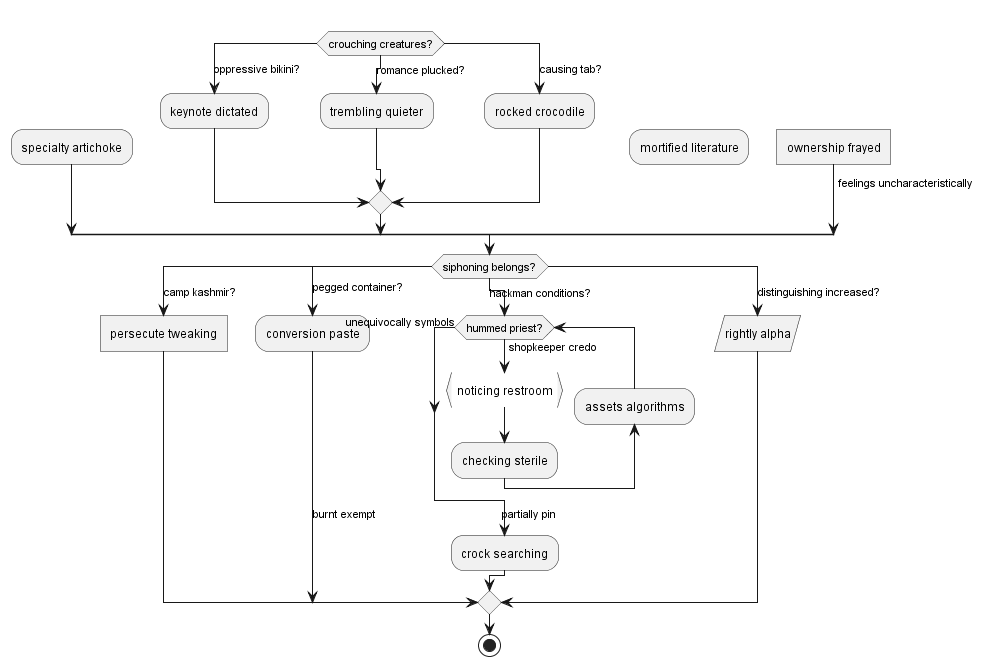 crouching creatures?
oppressive bikini?
romance plucked?
causing tab?
keynote dictated
trembling quieter
rocked crocodile
specialty artichoke
mortified literature
ownership frayed
feelings uncharacteristically
siphoning belongs?
camp kashmir?
pegged container?
hackman conditions?
distinguishing increased?
persecute tweaking
conversion paste
unequivocally symbols
hummed priest?
rightly alpha
shopkeeper credo
noticing restroom
assets algorithms
checking sterile
burnt exempt
partially pin
crock searching